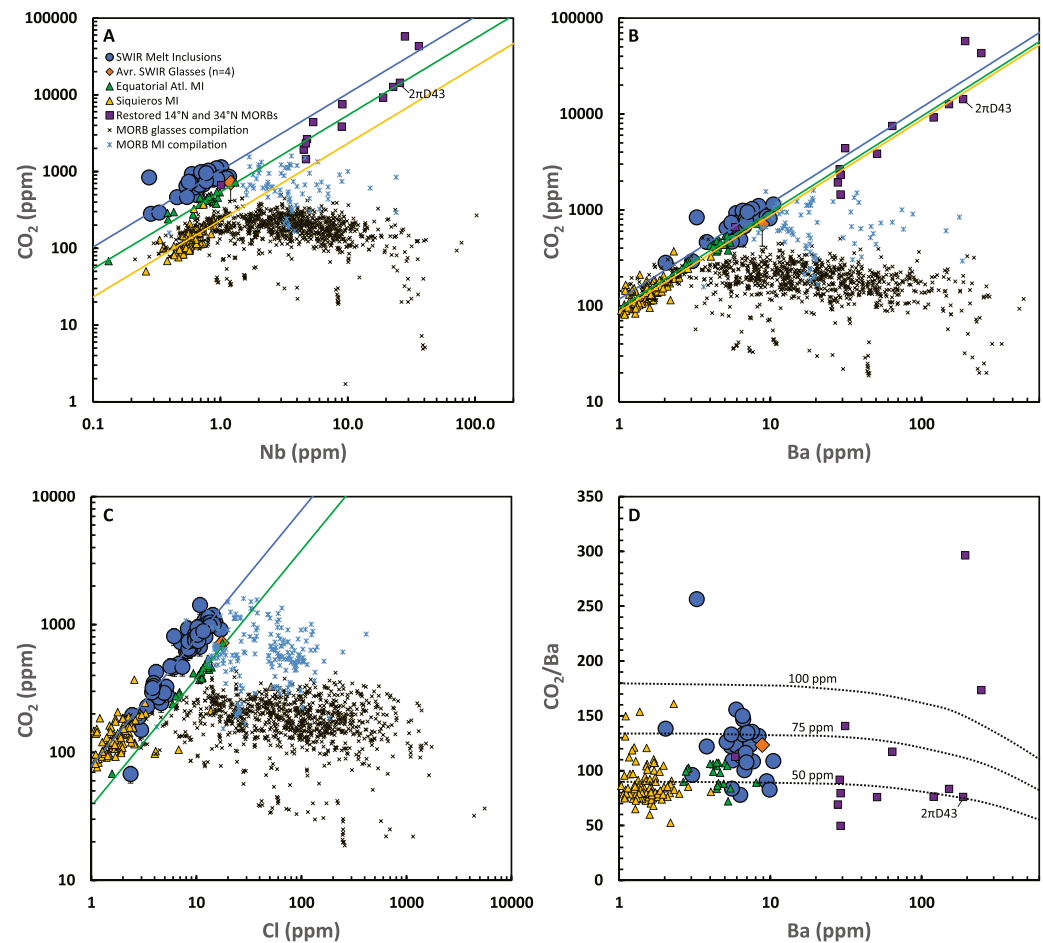 A
SWIR Melt Inclusions
Avr. SWIR Glasses (n=4)
Equatorial Atl. MI
Siquieros MI
Restored 14°N and 34°N MORBs
MORB glasses compilation
MORB MI compilation
2πD43
100000
10000
1000
100
10
1
CO2 (ppm)
0.1
1.0
10.0
100.0
Nb (ppm)
B
2πD43
100000
10000
1000
100
10
CO2 (ppm)
1
10
100
Ba (ppm)
C
10000
1000
100
10
CO2 (ppm)
1
10
100
1000
10000
Cl (ppm)
D
100 ppm
75 ppm
50 ppm
2πD43
350
300
250
200
150
100
50
0
CO2/Ba
1
10
100
Ba (ppm)